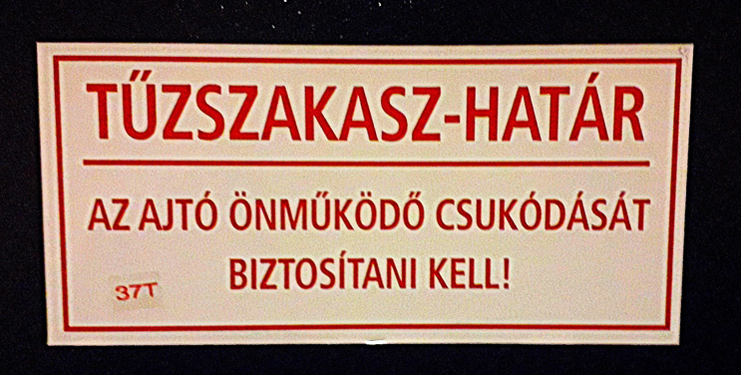 TŰZSZAKASZ-HATÁR
AZ AJTÓ ÖNMŰKÖDŐ CSUKÓDÁSÁT
BIZTOSÍTANI KELL!
37T